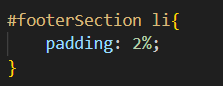 #footerSection li{
    padding: 2%;
}